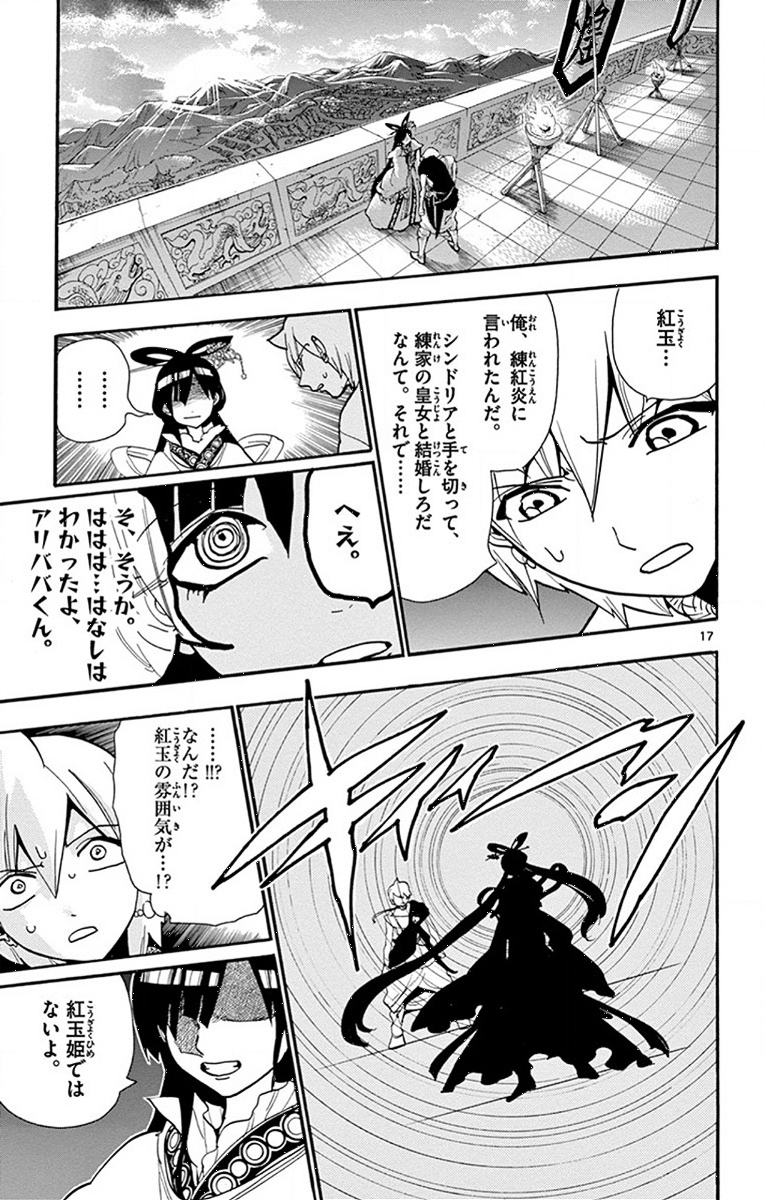 紅玉…
俺、練紅炎に
言われたんだ。
シンドリアと手を切って、
練家の皇女と結婚しろだ
なんて。それで……
……
……
へえ。
そ、そうか。
ははは…はなしは
わかったよ、
アリババくん。
17
……!!?
なんだ!?
紅玉の雰囲気が…!?
紅玉姫では
ないよ。